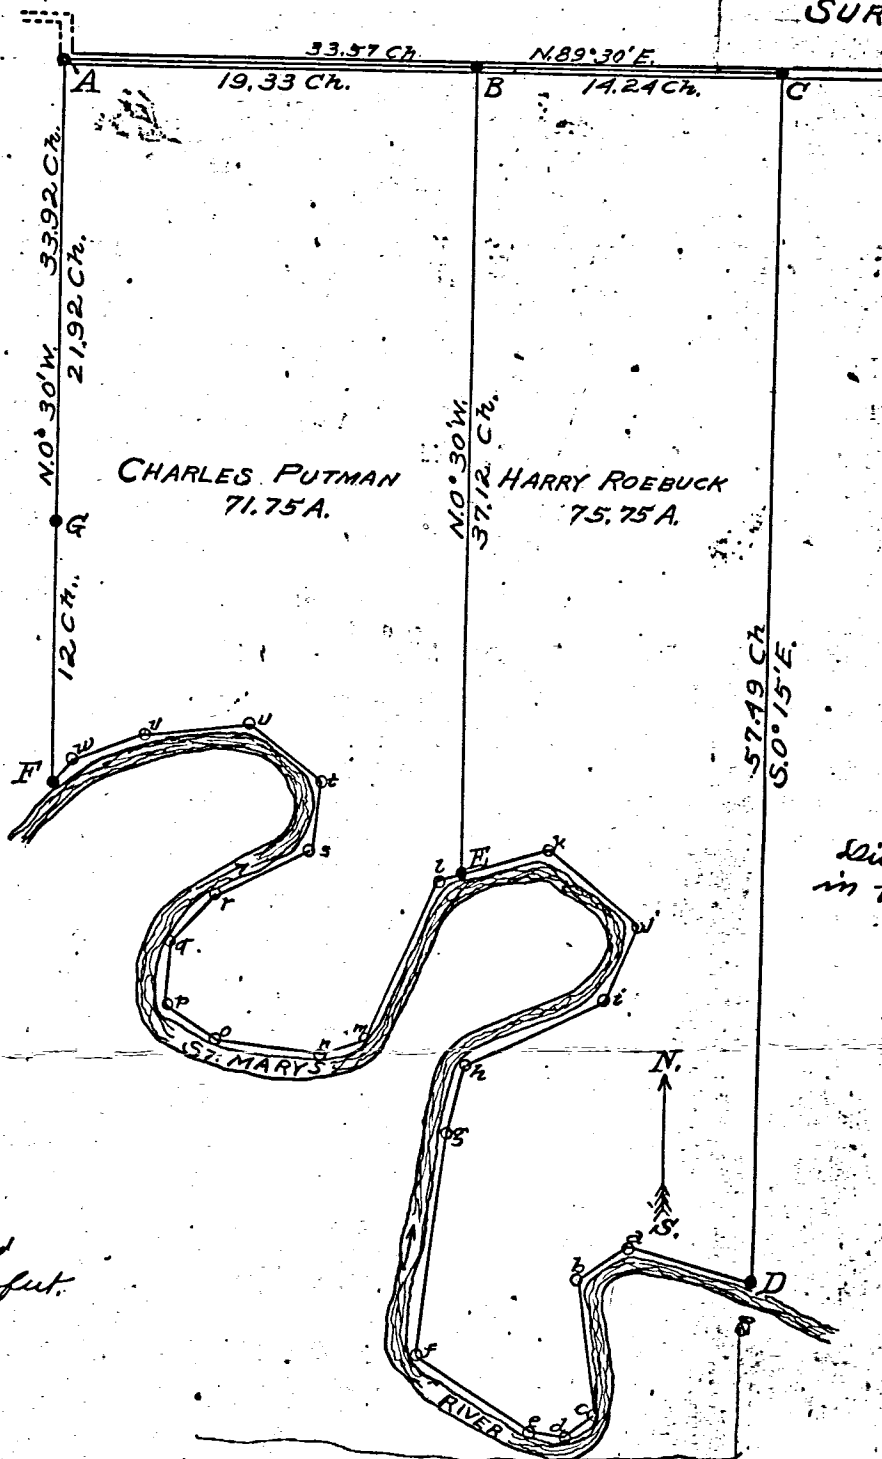 SUR
33.57 Ch. N.89°30'E.
A
19.33 Ch.
B
14.24 Ch.
C
33.92 Ch.
21.92 Ch.
N.0°30'W.
N.0°30'W.
37.12 Ch.
CHARLES PUTMAN
71.75 A.
HARRY ROEBUCK
75.75 A.
G
12 Ch.
57.49 Ch
S.0°15'E.
F
w
v
u
t
s
r
q
p
o
n
m
l
E
k
i
h
g
in
ST. MARYS
N.
S.
a
b
D
f
e
d
c
RIVER